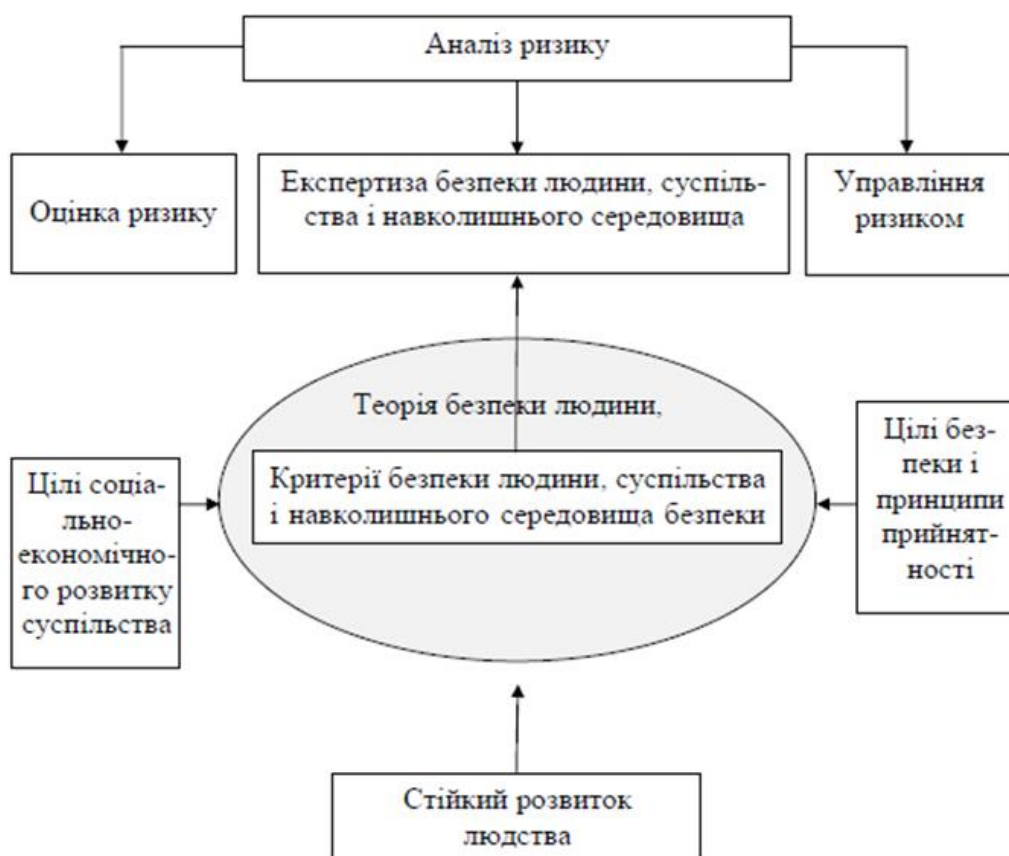 Аналіз ризику
Оцінка ризику
Експертиза безпеки людини, суспіль-
ства і навколишнього середовища
Управління
ризиком
Теорія безпеки людини,
Критерії безпеки людини, суспільства
і навколишнього середовища безпеки
Цілі соціа-
льно-
економічно-
го розвитку
суспільства
Цілі без-
пеки і
принципи
прийнят-
ності
Стійкий розвиток
людства